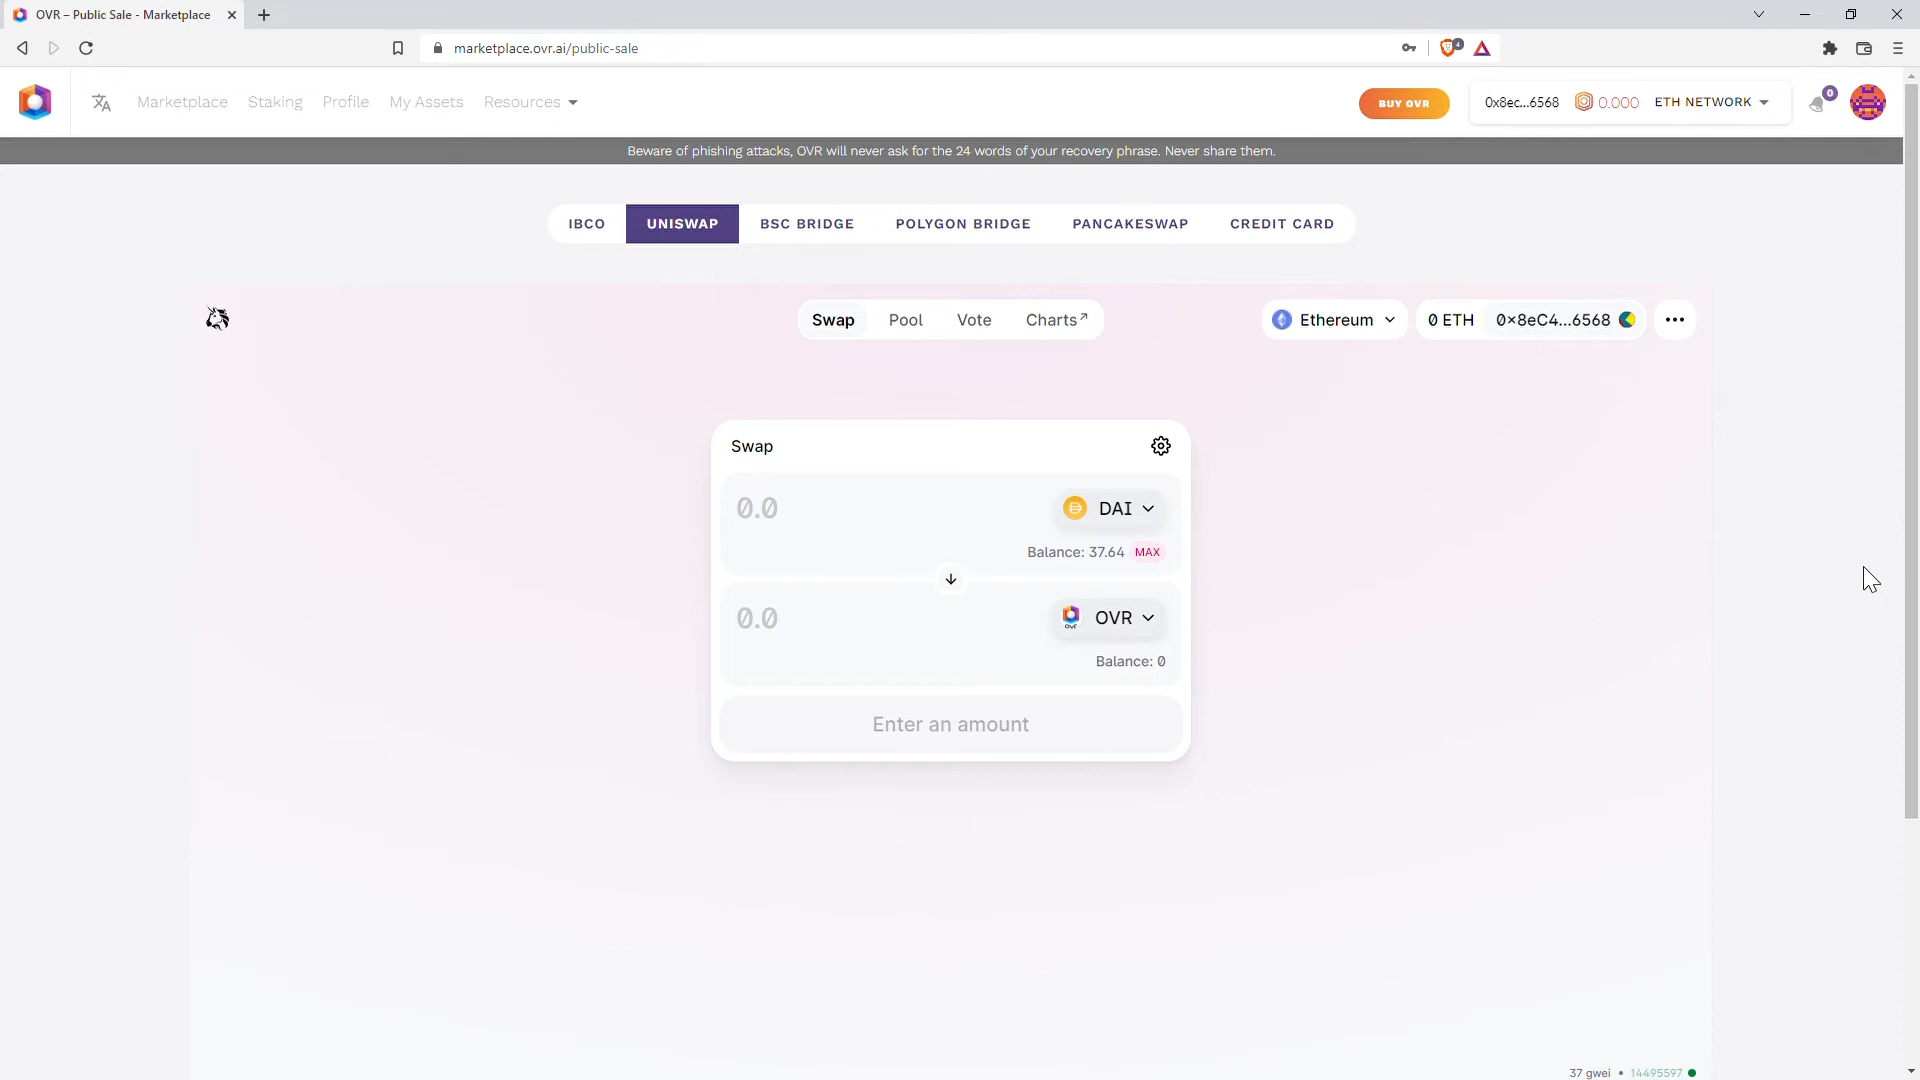 OVR – Public Sale - Marketplace
marketplace.ovr.ai/public-sale
4
Marketplace Staking Profile My Assets Resources
BUY OVR
0x8ec...6568 0.000 ETH NETWORK
0
Beware of phishing attacks, OVR will never ask for the 24 words of your recovery phrase. Never share them.
IBCO UNISWAP BSC BRIDGE POLYGON BRIDGE PANCAKESWAP CREDIT CARD
Swap Pool Vote Charts↗ Ethereum 0 ETH 0×8eC4...6568
Swap
0.0 DAI
Balance: 37.64 MAX
0.0 OVR
Balance: 0
Enter an amount
37 gwei • 14495597